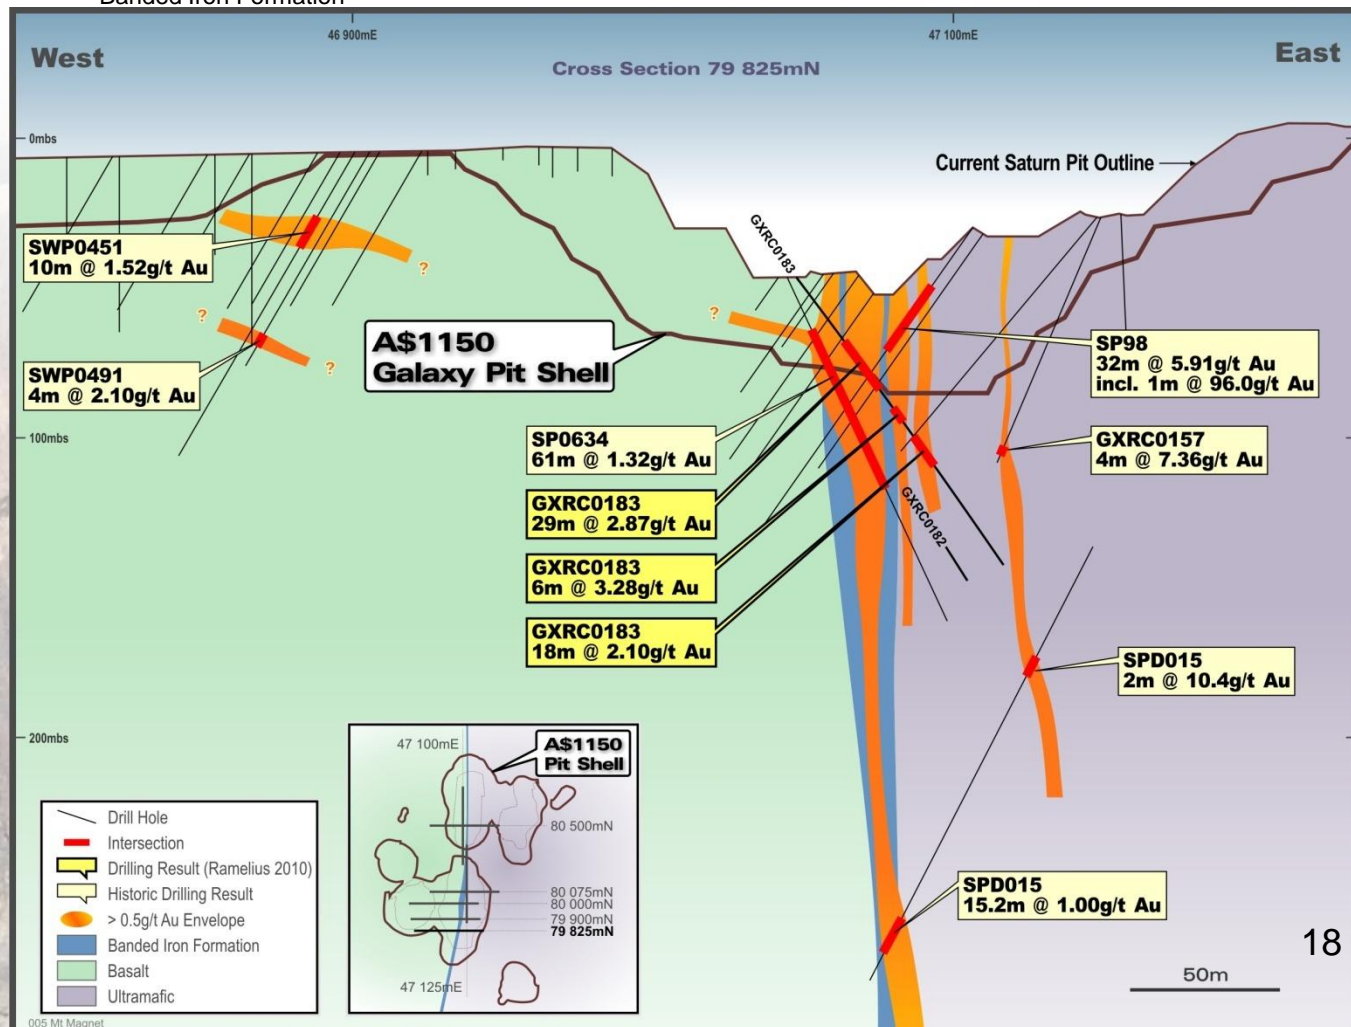 Banded Iron Formation
46 900mE
47 100mE
West
East
Cross Section 79 825mN
0mbs
Current Saturn Pit Outline
GXRC0183
SWP0451
10m @ 1.52g/t Au
?
?
?
?
SWP0491
4m @ 2.10g/t Au
A$1150
Galaxy Pit Shell
SP98
32m @ 5.91g/t Au
incl. 1m @ 96.0g/t Au
100mbs
SP0634
61m @ 1.32g/t Au
GXRC0157
4m @ 7.36g/t Au
GXRC0183
29m @ 2.87g/t Au
GXRC0182
GXRC0183
6m @ 3.28g/t Au
GXRC0183
18m @ 2.10g/t Au
SPD015
2m @ 10.4g/t Au
200mbs
47 100mE
A$1150
Pit Shell
80 500mN
80 075mN
80 000mN
79 900mN
79 825mN
47 125mE
SPD015
15.2m @ 1.00g/t Au
Drill Hole
Intersection
Drilling Result (Ramelius 2010)
Historic Drilling Result
> 0.5g/t Au Envelope
Banded Iron Formation
Basalt
Ultramafic
18
50m
005 Mt Magnet